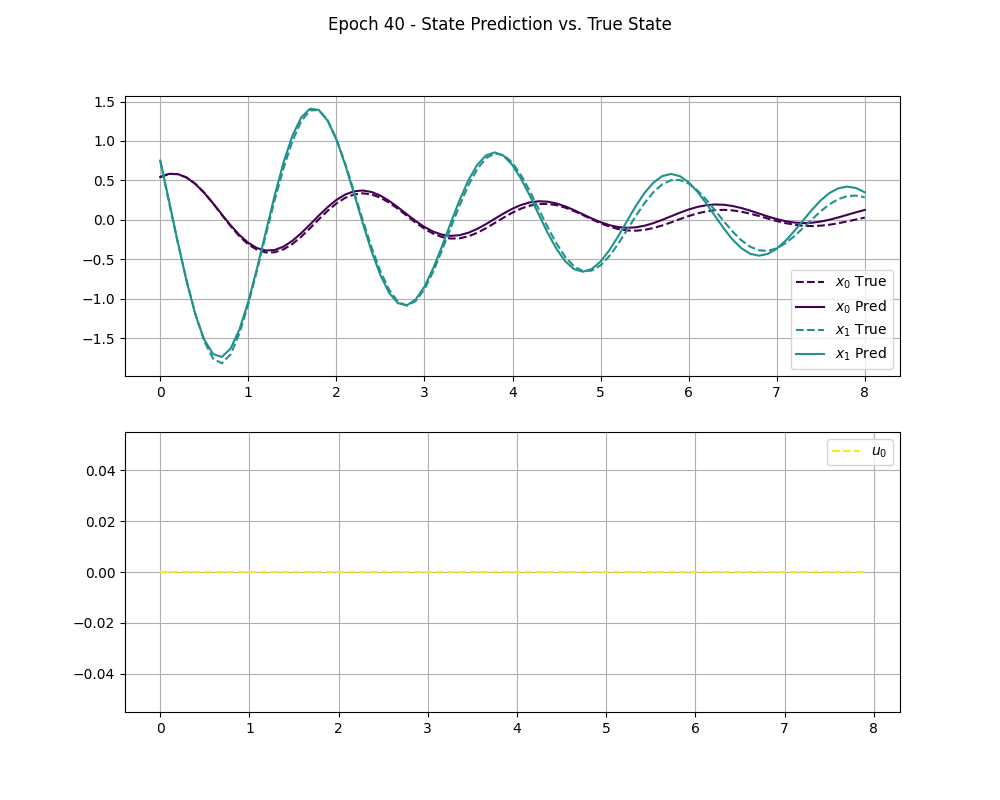 Epoch 40 - State Prediction vs. True State
1.5
1.0
0.5
0.0
−0.5
−1.0
−1.5
x₀ True
x₀ Pred
x₁ True
x₁ Pred
0 1 2 3 4 5 6 7 8
u₀
0.04
0.02
0.00
−0.02
−0.04
0 1 2 3 4 5 6 7 8